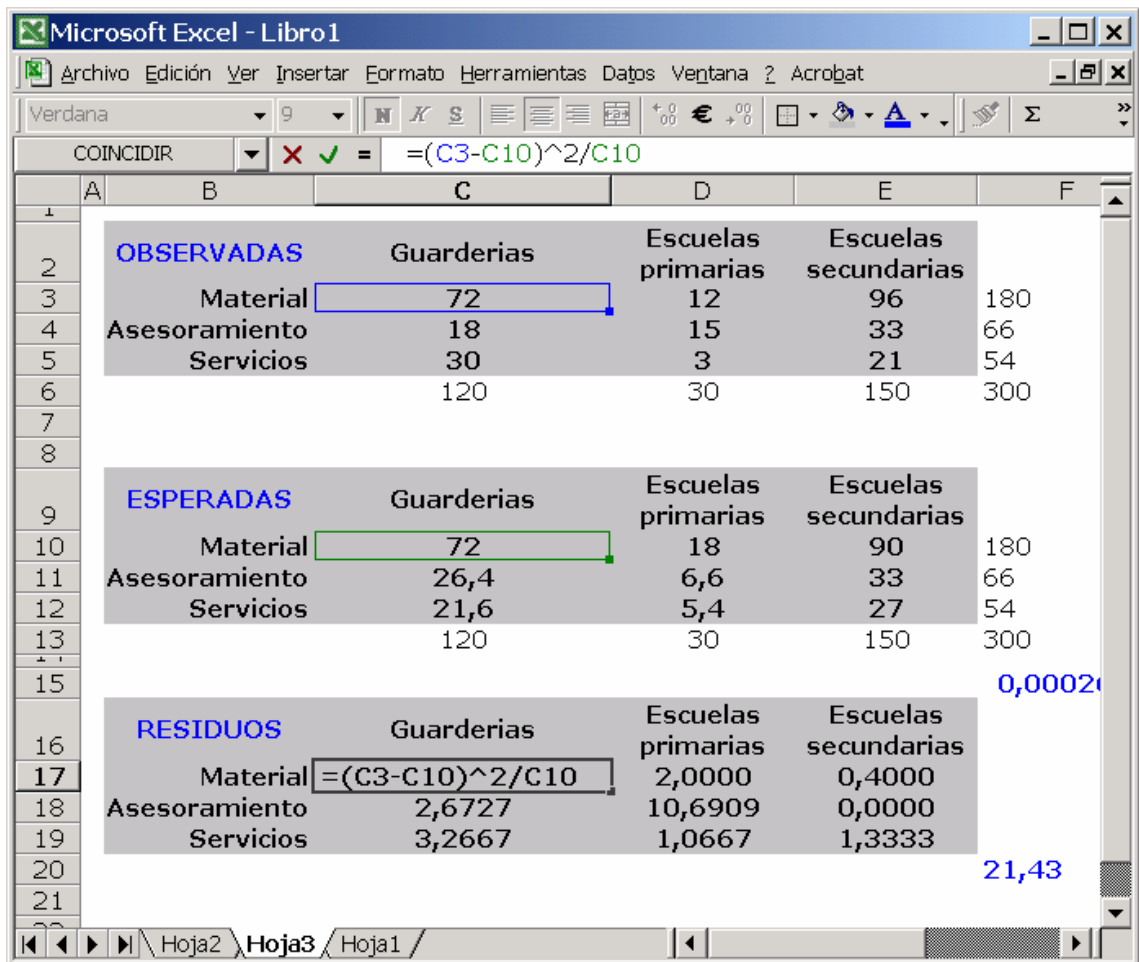 Microsoft Excel - Libro1
Archivo Edición Ver Insertar Formato Herramientas Datos Ventana ? Acrobat
Verdana 9 N K S € A Σ »
COINCIDIR = =(C3-C10)^2/C10
A B C D E F
1
2 OBSERVADAS Guarderias Escuelas primarias Escuelas secundarias
3 Material 72 12 96 180
4 Asesoramiento 18 15 33 66
5 Servicios 30 3 21 54
6 120 30 150 300
7
8
9 ESPERADAS Guarderias Escuelas primarias Escuelas secundarias
10 Material 72 18 90 180
11 Asesoramiento 26,4 6,6 33 66
12 Servicios 21,6 5,4 27 54
13 120 30 150 300
15
16 RESIDUOS Guarderias Escuelas primarias Escuelas secundarias
17 Material =(C3-C10)^2/C10 2,0000 0,4000
18 Asesoramiento 2,6727 10,6909 0,0000
19 Servicios 3,2667 1,0667 1,3333
20 21,43
21
Hoja2 Hoja3 Hoja1